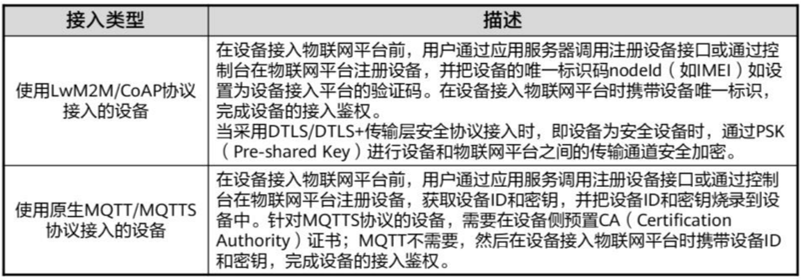 接入类型
描述
使用LwM2M/CoAP协议
接入的设备
在设备接入物联网平台前，用户通过应用服务器调用注册设备接口或通过控
制台在物联网平台注册设备，并把设备的唯一标识码nodeId（如IMEI）如设
置为设备接入平台的验证码。在设备接入物联网平台时携带设备唯一标识，
完成设备的接入鉴权。
当采用DTLS/DTLS+传输层安全协议接入时，即设备为安全设备时，通过PSK
（Pre-shared Key）进行设备和物联网平台之间的传输通道安全加密。
使用原生MQTT/MQTTS
协议接入的设备
在设备接入物联网平台前，用户通过应用服务调用注册设备接口或通过控制
台在物联网平台注册设备，获取设备ID和密钥，并把设备ID和密钥烧录到设
备中。针对MQTTS协议的设备，需要在设备侧预置CA（Certification
Authority）证书；MQTT不需要，然后在设备接入物联网平台时携带设备ID
和密钥，完成设备的接入鉴权。